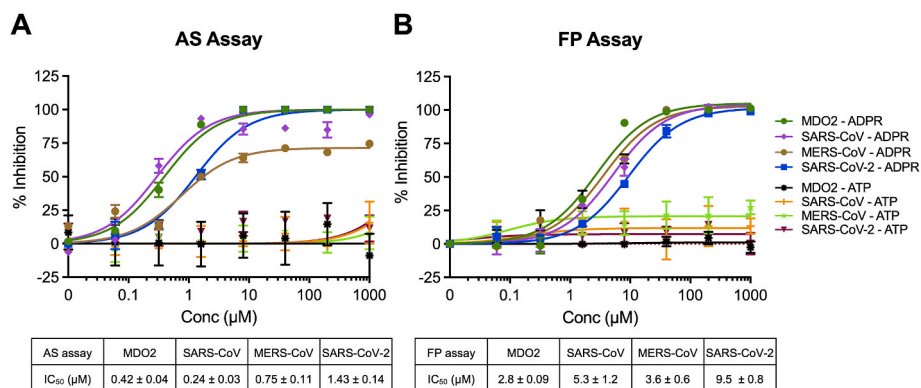 A
AS Assay
% Inhibition
125
100
75
50
25
0
-25
0
0.1
1
10
100
1000
Conc (µM)
B
FP Assay
% Inhibition
125
100
75
50
25
0
-25
0
0.1
1
10
100
1000
Conc (µM)
MDO2 - ADPR
SARS-CoV - ADPR
MERS-CoV - ADPR
SARS-CoV-2 - ADPR
MDO2 - ATP
SARS-CoV - ATP
MERS-CoV - ATP
SARS-CoV-2 - ATP
AS assay MDO2 SARS-CoV MERS-CoV SARS-CoV-2
IC50 (µM) 0.42 ± 0.04 0.24 ± 0.03 0.75 ± 0.11 1.43 ± 0.14
FP assay MDO2 SARS-CoV MERS-CoV SARS-CoV-2
IC50 (µM) 2.8 ± 0.09 5.3 ± 1.2 3.6 ± 0.6 9.5 ± 0.8